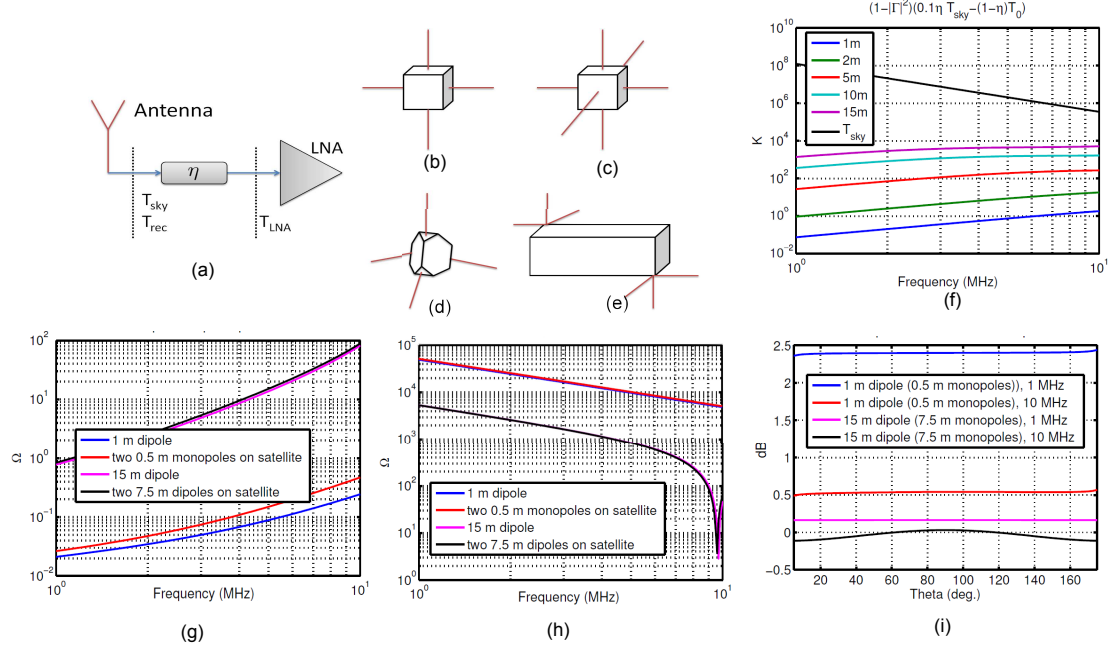 Antenna
LNA
η
T_sky
T_rec
T_LNA
(a)
(b)
(c)
(d)
(e)
(1−|Γ|²)(0.1η T_sky−(1−η)T_0)
10^10
10^8
10^6
10^4
10^2
10^0
10^-2
K
1m
2m
5m
10m
15m
T_sky
10^0
10^1
Frequency (MHz)
(f)
10^2
10^1
10^0
10^-1
10^-2
Ω
1 m dipole
two 0.5 m monopoles on satellite
15 m dipole
two 7.5 m dipoles on satellite
10^0
10^1
Frequency (MHz)
(g)
10^5
10^4
10^3
10^2
10^1
10^0
Ω
1 m dipole
two 0.5 m monopoles on satellite
15 m dipole
two 7.5 m dipoles on satellite
10^0
10^1
Frequency (MHz)
(h)
2.5
1.5
0.5
0
−0.5
dB
1 m dipole (0.5 m monopoles)), 1 MHz
1 m dipole (0.5 m monopoles), 10 MHz
15 m dipole (7.5 m monopoles), 1 MHz
15 m dipole (7.5 m monopoles), 10 MHz
20 40 60 80 100 120 140 160
Theta (deg.)
(i)